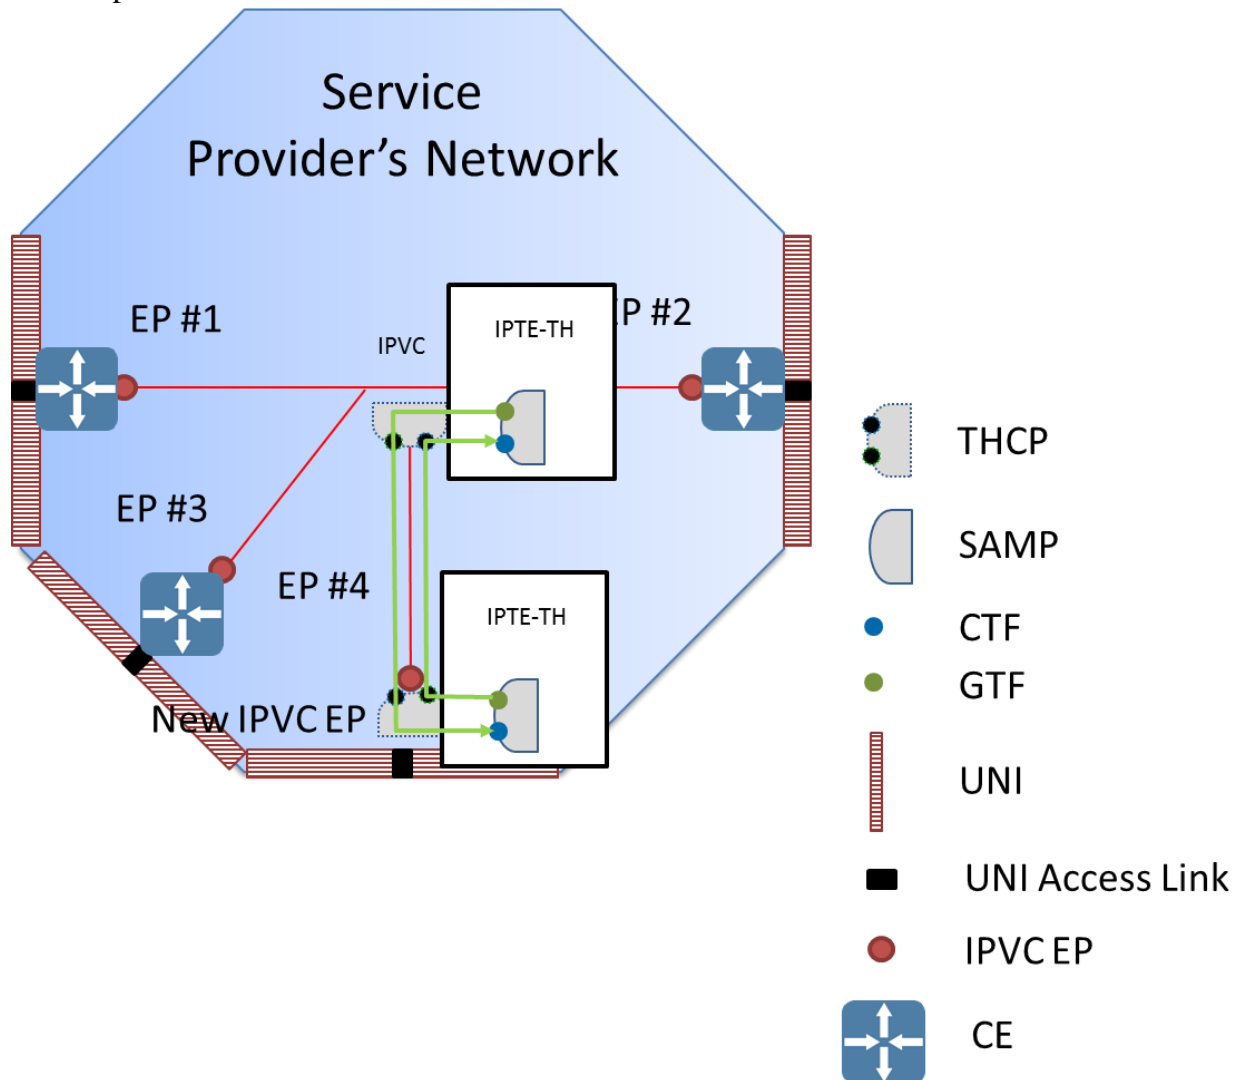 Service
Provider's Network
EP #1
IPVC
IPTE-TH
P #2
EP #3
EP #4
IPTE-TH
New IPVC EP
THCP
SAMP
CTF
GTF
UNI
UNI Access Link
IPVC EP
CE